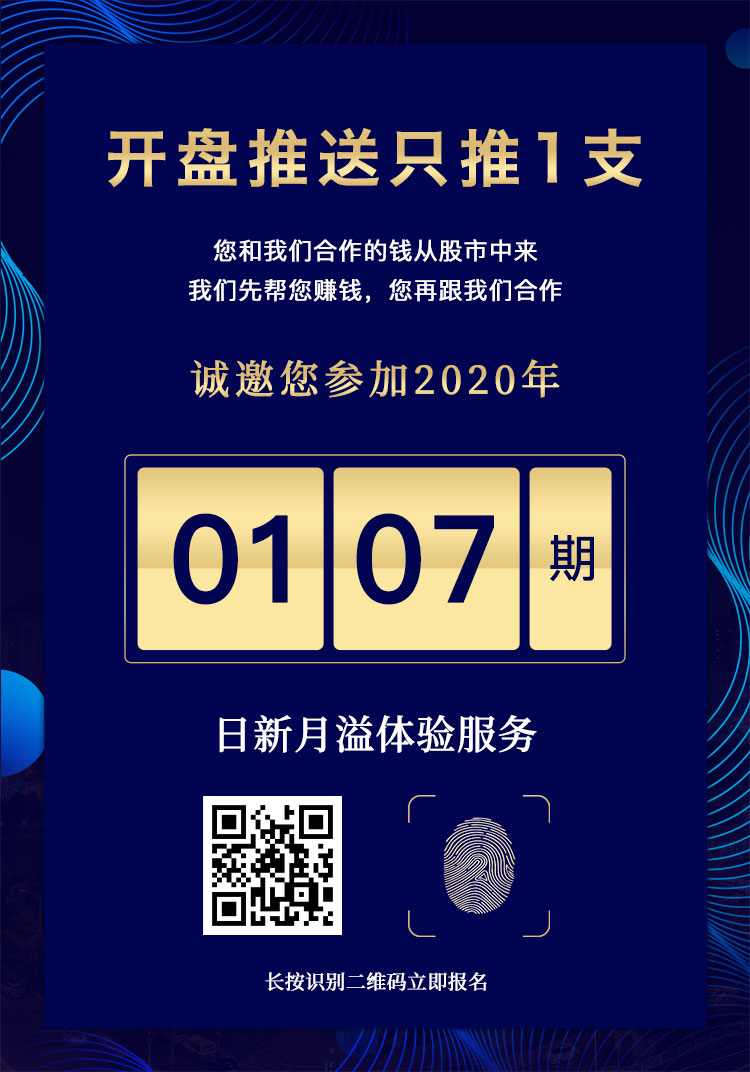 开盘推送只推1支
您和我们合作的钱从股市中来
我们先帮您赚钱，您再跟我们合作
诚邀您参加2020年
01 07 期
日新月溢体验服务
长按识别二维码立即报名